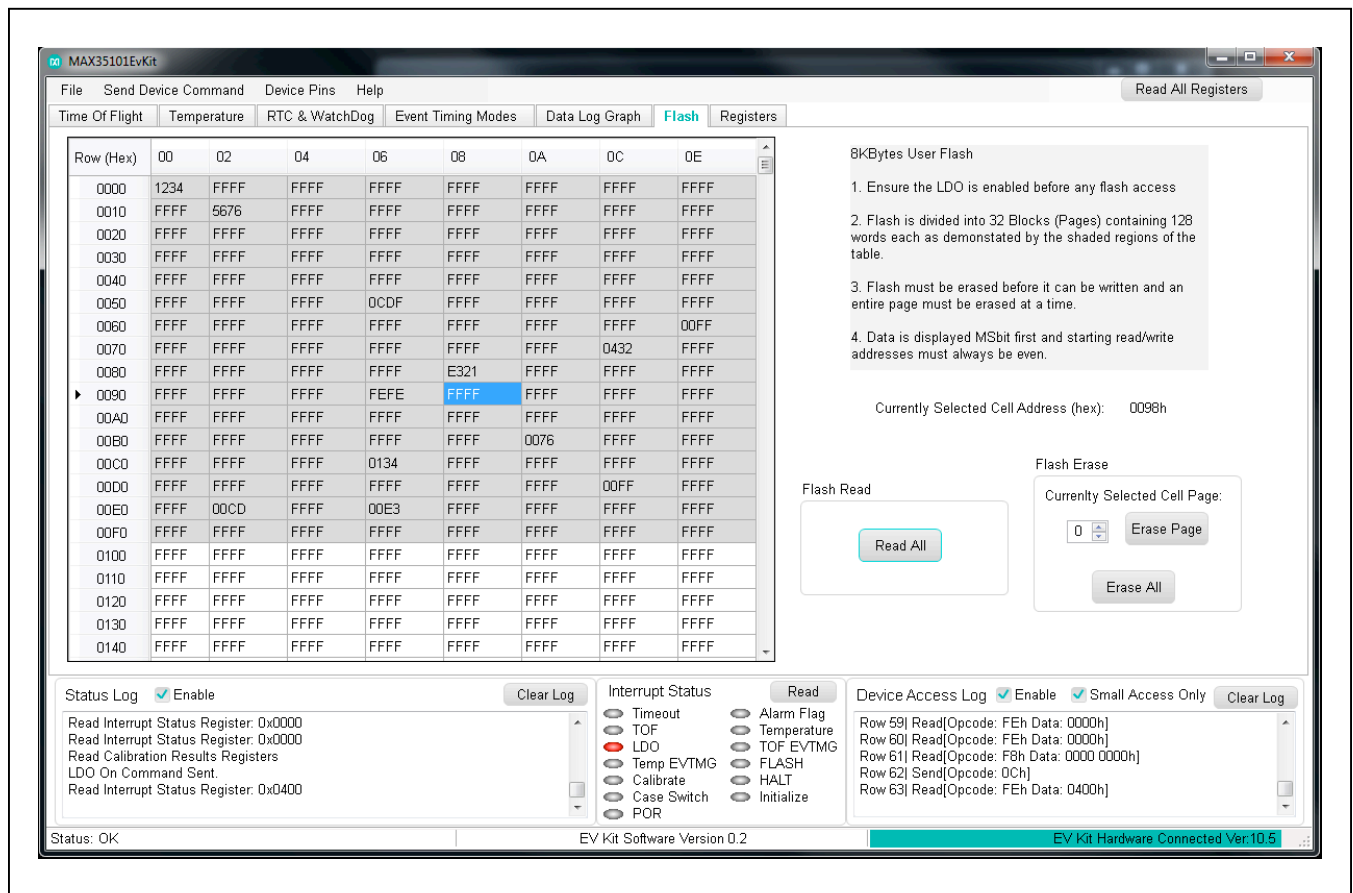 MAX35101EvKit
File Send Device Command Device Pins Help Read All Registers
Time Of Flight Temperature RTC & WatchDog Event Timing Modes Data Log Graph Flash Registers
Row (Hex) 00 02 04 06 08 0A 0C 0E
0000 1234 FFFF FFFF FFFF FFFF FFFF FFFF FFFF
0010 FFFF 5676 FFFF FFFF FFFF FFFF FFFF FFFF
0020 FFFF FFFF FFFF FFFF FFFF FFFF FFFF FFFF
0030 FFFF FFFF FFFF FFFF FFFF FFFF FFFF FFFF
0040 FFFF FFFF FFFF FFFF FFFF FFFF FFFF FFFF
0050 FFFF FFFF FFFF 0CDF FFFF FFFF FFFF FFFF
0060 FFFF FFFF FFFF FFFF FFFF FFFF FFFF 00FF
0070 FFFF FFFF FFFF FFFF FFFF FFFF 0432 FFFF
0080 FFFF FFFF FFFF FFFF E321 FFFF FFFF FFFF
0090 FFFF FFFF FFFF FEFE FFFF FFFF FFFF FFFF
00A0 FFFF FFFF FFFF FFFF FFFF FFFF FFFF FFFF
00B0 FFFF FFFF FFFF FFFF FFFF 0076 FFFF FFFF
00C0 FFFF FFFF FFFF 0134 FFFF FFFF FFFF FFFF
00D0 FFFF FFFF FFFF FFFF FFFF FFFF 00FF FFFF
00E0 FFFF 00CD FFFF 00E3 FFFF FFFF FFFF FFFF
00F0 FFFF FFFF FFFF FFFF FFFF FFFF FFFF FFFF
0100 FFFF FFFF FFFF FFFF FFFF FFFF FFFF FFFF
0110 FFFF FFFF FFFF FFFF FFFF FFFF FFFF FFFF
0120 FFFF FFFF FFFF FFFF FFFF FFFF FFFF FFFF
0130 FFFF FFFF FFFF FFFF FFFF FFFF FFFF FFFF
0140 FFFF FFFF FFFF FFFF FFFF FFFF FFFF FFFF
8KBytes User Flash
1. Ensure the LDO is enabled before any flash access
2. Flash is divided into 32 Blocks (Pages) containing 128
words each as demonstated by the shaded regions of the
table.
3. Flash must be erased before it can be written and an
entire page must be erased at a time.
4. Data is displayed MSbit first and starting read/write
addresses must always be even.
Currently Selected Cell Address (hex): 0098h
Flash Read
Read All
Flash Erase
Currenlty Selected Cell Page:
0 Erase Page
Erase All
Status Log Enable Clear Log
Read Interrupt Status Register: 0x0000
Read Interrupt Status Register: 0x0000
Read Calibration Results Registers
LDO On Command Sent.
Read Interrupt Status Register: 0x0400
Interrupt Status Read
Timeout Alarm Flag
TOF Temperature
LDO TOF EVTMG
Temp EVTMG FLASH
Calibrate HALT
Case Switch Initialize
POR
Device Access Log Enable Small Access Only Clear Log
Row 59| Read[Opcode: FEh Data: 0000h]
Row 60| Read[Opcode: FEh Data: 0000h]
Row 61| Read[Opcode: F8h Data: 0000 0000h]
Row 62| Send[Opcode: 0Ch]
Row 63| Read[Opcode: FEh Data: 0400h]
Status: OK EV Kit Software Version 0.2 EV Kit Hardware Connected Ver:10.5